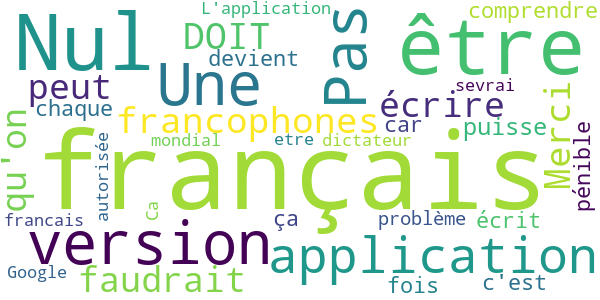 L'application
comprendre
Nul
DOIT
Pas
être
devient
peut
Une
sevrai
chaque
écrire
Merci
qu'on
francophones
car
puisse
pénible
mondial
etre
dictateur
autorisée
français
Ca
francais
ça
problème
écrit
version
application
Google
faudrait
fois
c'est